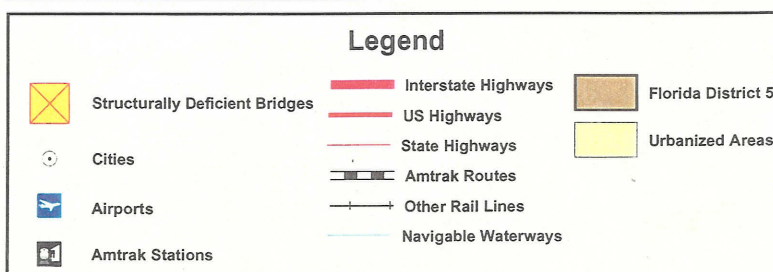 Legend
Structurally Deficient Bridges
Cities
Airports
Amtrak Stations
Interstate Highways
US Highways
State Highways
Amtrak Routes
Other Rail Lines
Navigable Waterways
Florida District 5
Urbanized Areas